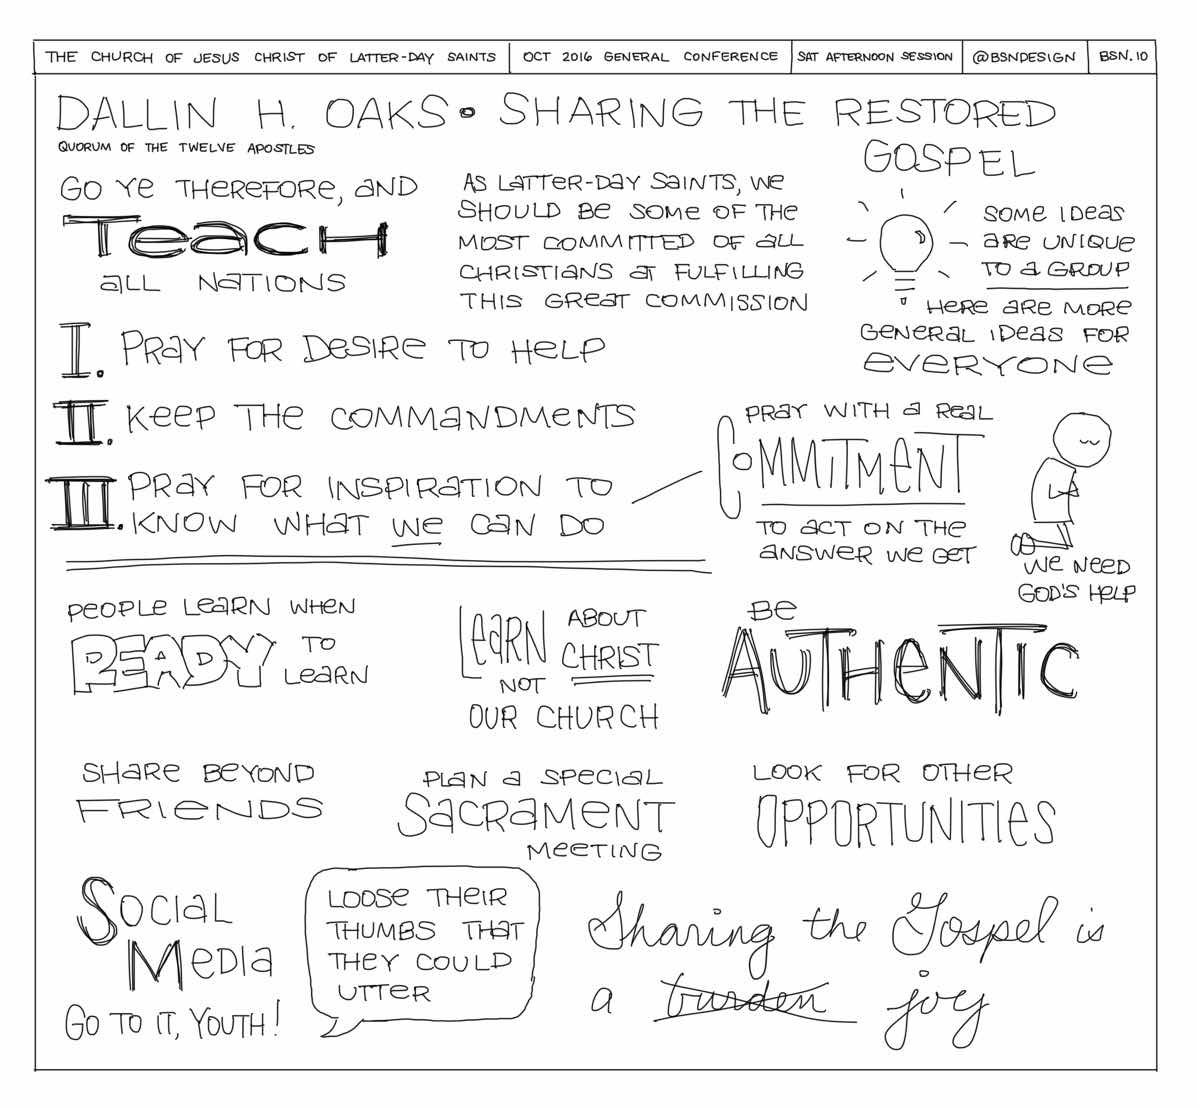 THE CHURCH OF JESUS CHRIST OF LATTER-DAY SAINTS
OCT 2016 GENERAL CONFERENCE
SAT AFTERNOON SESSION
@BSNDESIGN
BSN.10
DALLIN H. OAKS • SHARING THE RESTORED
GOSPEL
QUORUM OF THE TWELVE APOSTLES
GO YE THEREFORE, AND
TEACH
ALL NATIONS
AS LATTER-DAY SAINTS, WE
SHOULD BE SOME OF THE
MOST COMMITTED OF ALL
CHRISTIANS AT FULFILLING
THIS GREAT COMMISSION
SOME IDEAS
ARE UNIQUE
TO A GROUP
HERE ARE MORE
GENERAL IDEAS FOR
EVERYONE
I. PRAY FOR DESIRE TO HELP
II. KEEP THE COMMANDMENTS
III. PRAY FOR INSPIRATION TO
KNOW WHAT WE CAN DO
PRAY WITH A REAL
COMMITMENT
TO ACT ON THE
ANSWER WE GET
WE NEED
GOD'S HELP
PEOPLE LEARN WHEN
READY TO
LEARN
LEARN ABOUT
CHRIST
NOT
OUR CHURCH
BE
AUTHENTIC
SHARE BEYOND
FRIENDS
PLAN A SPECIAL
SACRAMENT
MEETING
LOOK FOR OTHER
OPPORTUNITIES
SOCIAL
MEDIA
GO TO IT, YOUTH!
LOOSE THEIR
THUMBS THAT
THEY COULD
UTTER
Sharing the Gospel is
a burden joy